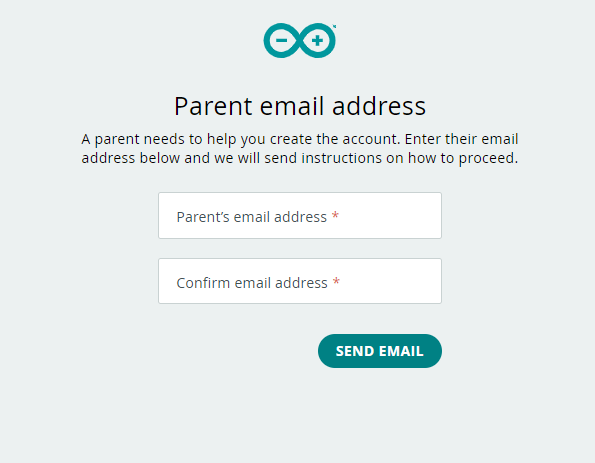 Parent email address
A parent needs to help you create the account. Enter their email
address below and we will send instructions on how to proceed.
Parent’s email address *
Confirm email address *
SEND EMAIL